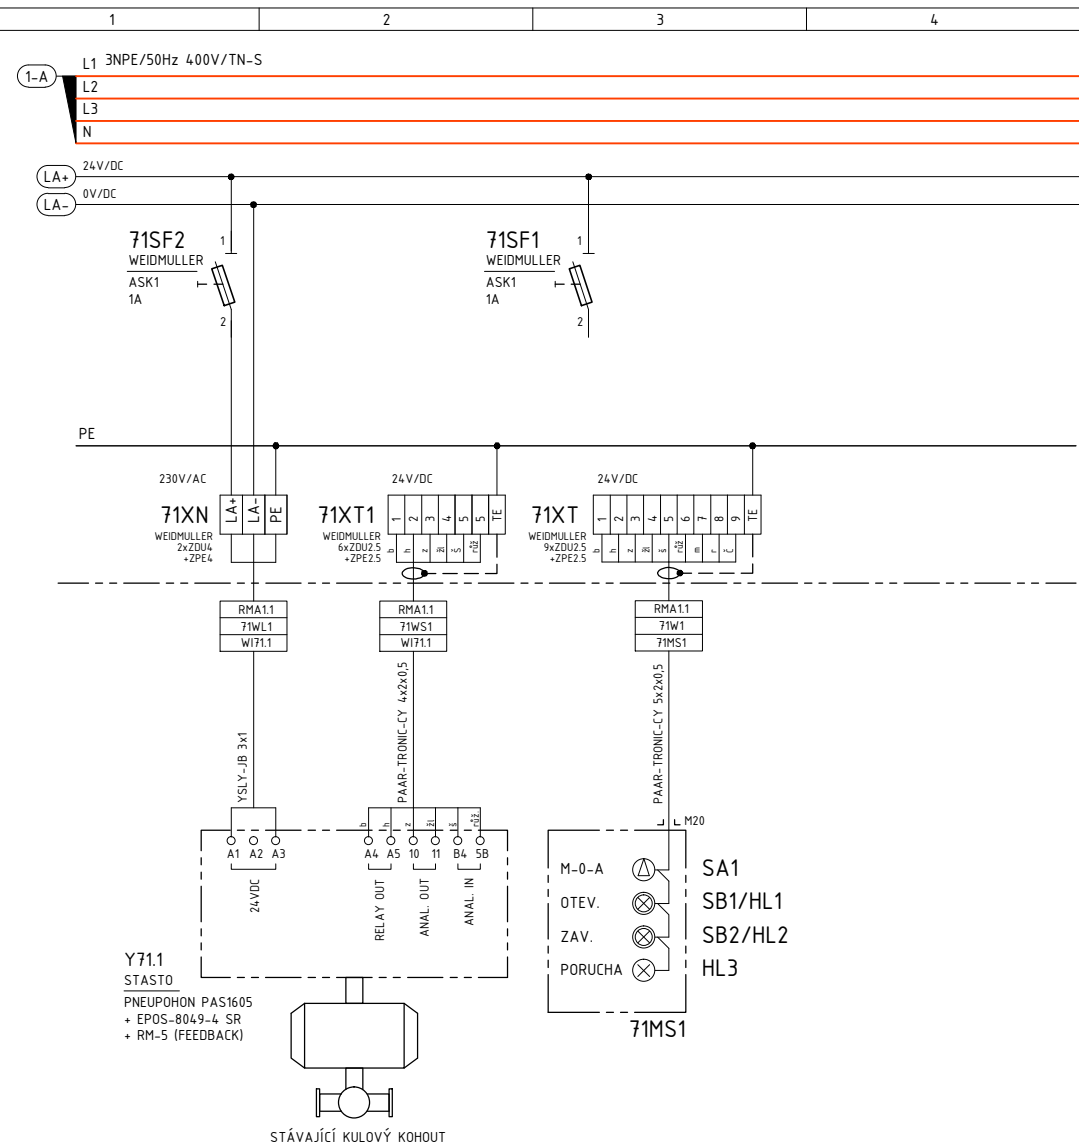 1 2 3 4
L1 3NPE/50Hz 400V/TN-S
1-A
L2
L3
N
24V/DC
LA+
0V/DC
LA-
71SF2
WEIDMULLER
ASK1
1A
1
2
71SF1
WEIDMULLER
ASK1
1A
1
2
PE
230V/AC
71XN
WEIDMULLER
2xZDU4
+ZPE4
LA+ LA- PE
24V/DC
71XT1
WEIDMULLER
6xZDU2.5
+ZPE2.5
1 2 3 4 5 5 TE
b h z žl š růž
24V/DC
71XT
WEIDMULLER
9xZDU2.5
+ZPE2.5
1 2 3 4 5 6 7 8 9 TE
b h z žl š růž m r č
RMA1.1
71WL1
WI71.1
RMA1.1
71WS1
WI71.1
RMA1.1
71W1
71MS1
YSLY-JB 3x1
PAAR-TRONIC-CY 4x2x0,5
PAAR-TRONIC-CY 5x2x0,5
b h z žl š růž.
M20
A1 A2 A3
24VDC
A4 A5 10 11 B4 5B
RELAY OUT
ANAL. OUT
ANAL. IN
M-0-A
SA1
OTEV.
SB1/HL1
ZAV.
SB2/HL2
PORUCHA
HL3
71MS1
Y71.1
STASTO
PNEUPOHON PAS1605
+ EPOS-8049-4 SR
+ RM-5 (FEEDBACK)
STÁVAJÍCÍ KULOVÝ KOHOUT